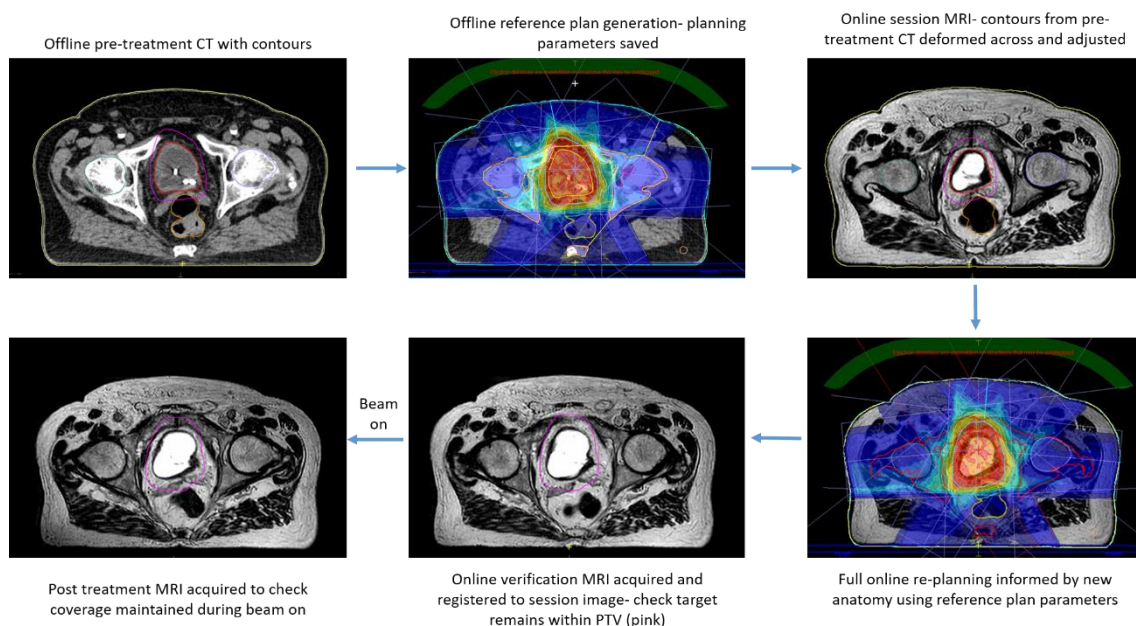 Offline pre-treatment CT with contours
Offline reference plan generation- planning
parameters saved
Online session MRI- contours from pre-
treatment CT deformed across and adjusted
Beam
on
Post treatment MRI acquired to check
coverage maintained during beam on
Online verification MRI acquired and
registered to session image- check target
remains within PTV (pink)
Full online re-planning informed by new
anatomy using reference plan parameters